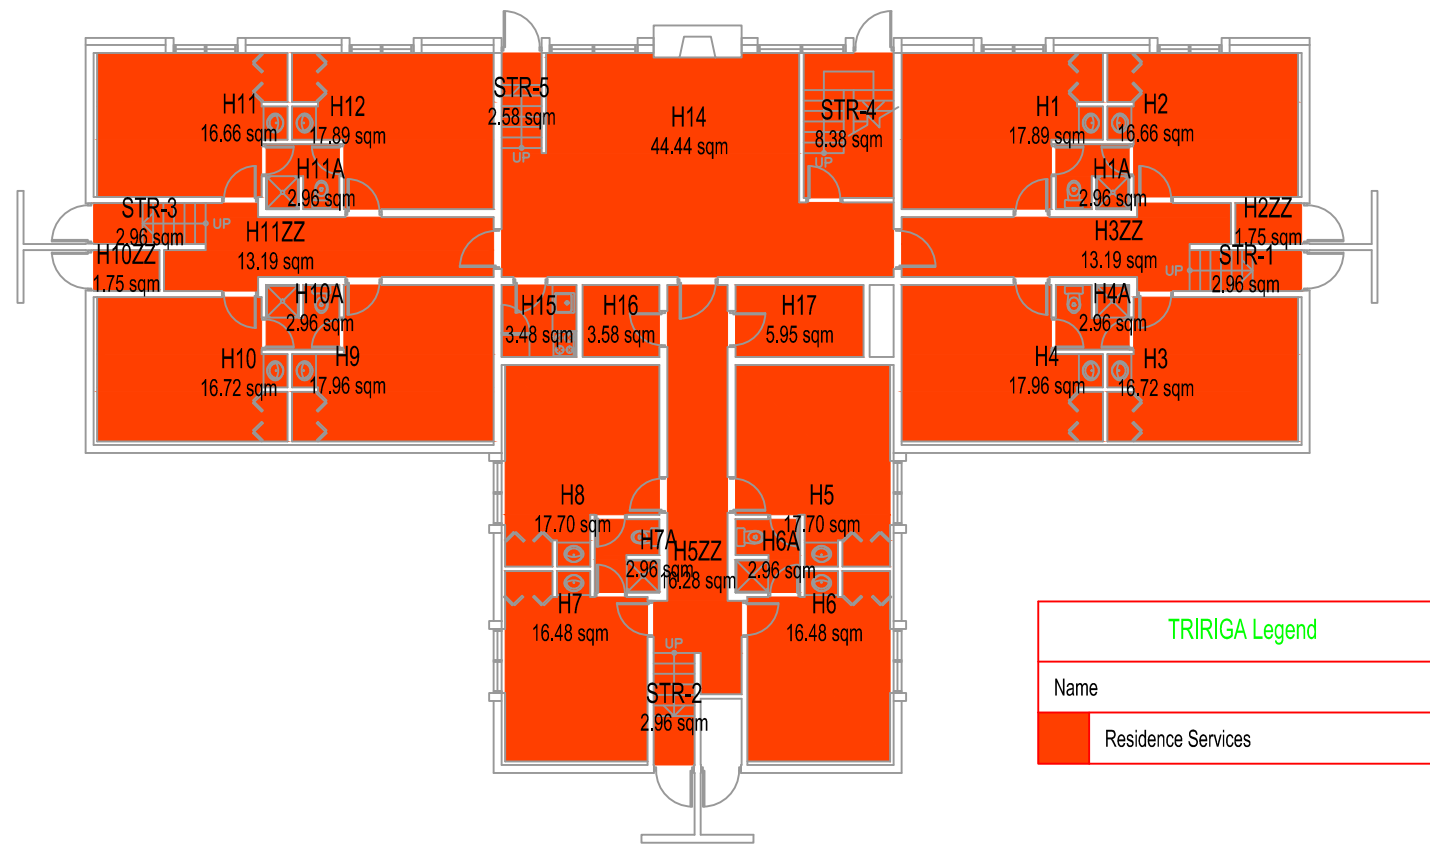 H11
16.66 sqm
H12
17.89 sqm
STR-5
2.58 sqm
UP
H14
44.44 sqm
STR-4
8.38 sqm
UP
H1
17.89 sqm
H2
16.66 sqm
H11A
2.96 sqm
H1A
2.96 sqm
STR-3
2.96 sqm
UP
H11ZZ
13.19 sqm
H10ZZ
1.75 sqm
H3ZZ
13.19 sqm
H2ZZ
1.75 sqm
UP
STR-1
2.96 sqm
H10A
2.96 sqm
H15
3.48 sqm
H16
3.58 sqm
H17
5.95 sqm
H4A
2.96 sqm
H10
16.72 sqm
H9
17.96 sqm
H4
17.96 sqm
H3
16.72 sqm
H8
17.70 sqm
H5
17.70 sqm
H7A
2.96 sqm
H5ZZ
16.28 sqm
H6A
2.96 sqm
H7
16.48 sqm
H6
16.48 sqm
UP
STR-2
2.96 sqm
TRIRIGA Legend
Name
Residence Services